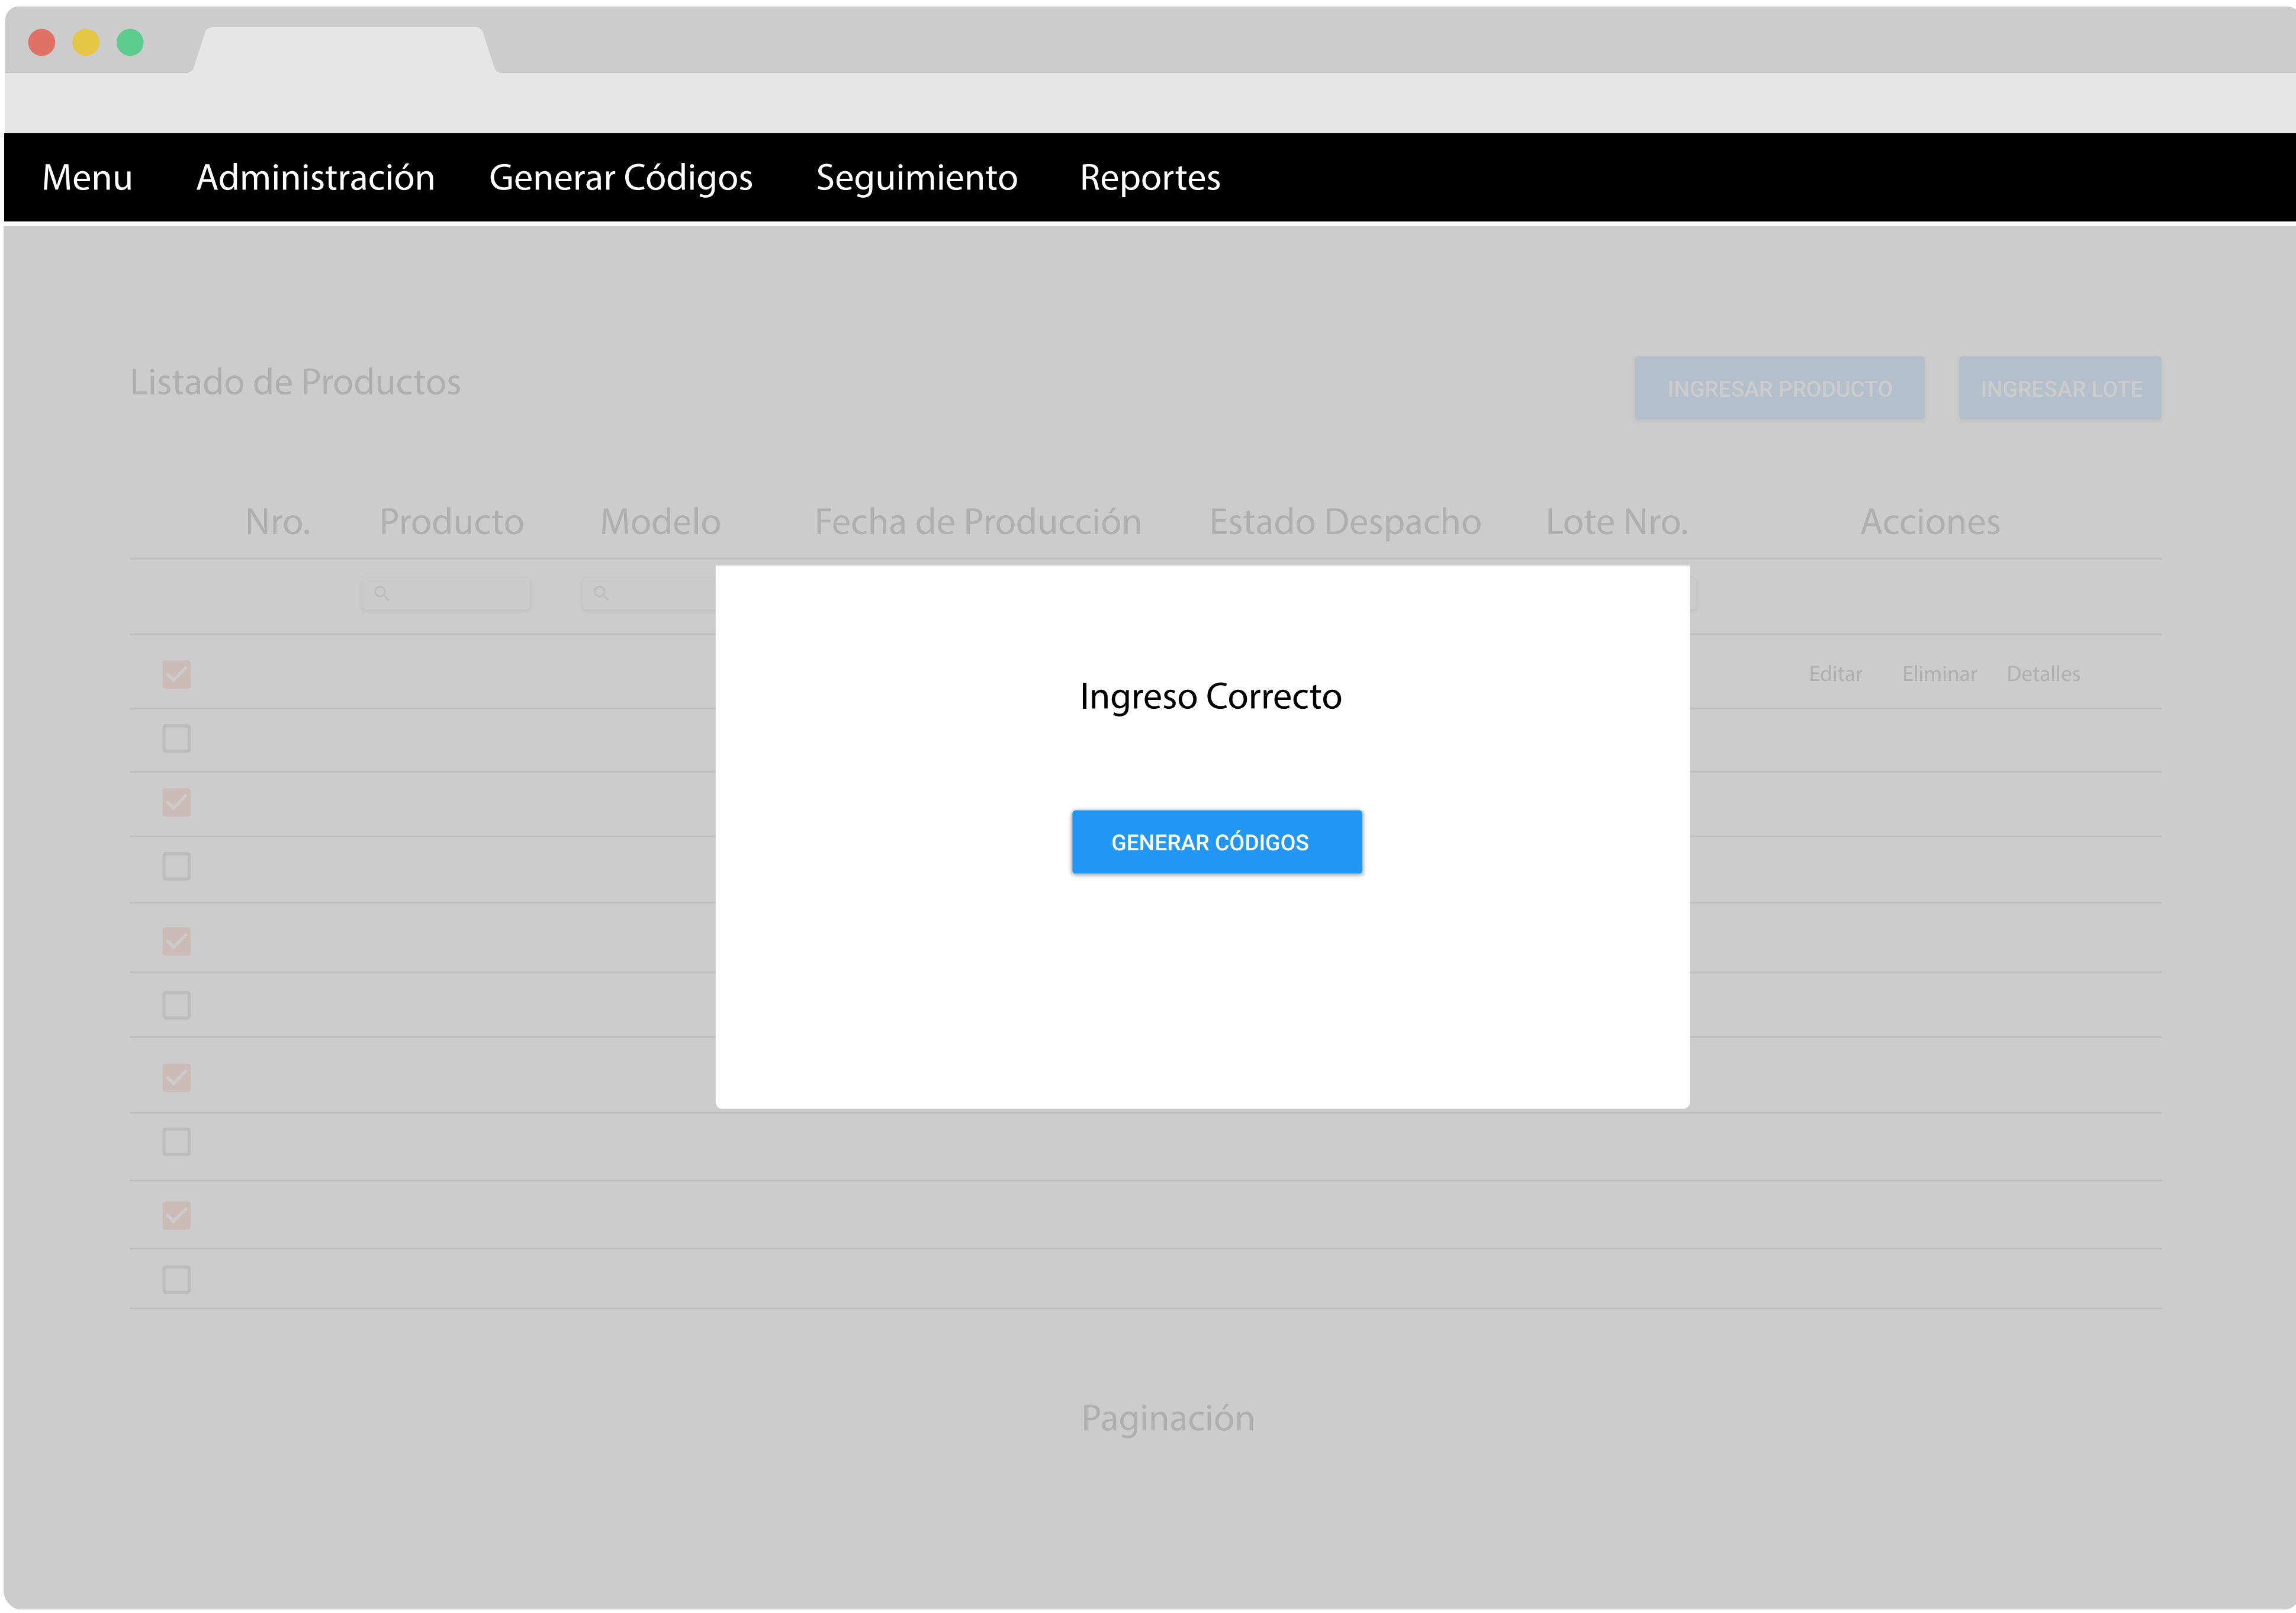 Menu Administración Generar Códigos Seguimiento Reportes
Listado de Productos INGRESAR PRODUCTO INGRESAR LOTE
Nro. Producto Modelo Fecha de Producción Estado Despacho Lote Nro. Acciones
Editar Eliminar Detalles
Ingreso Correcto
GENERAR CÓDIGOS
Paginación